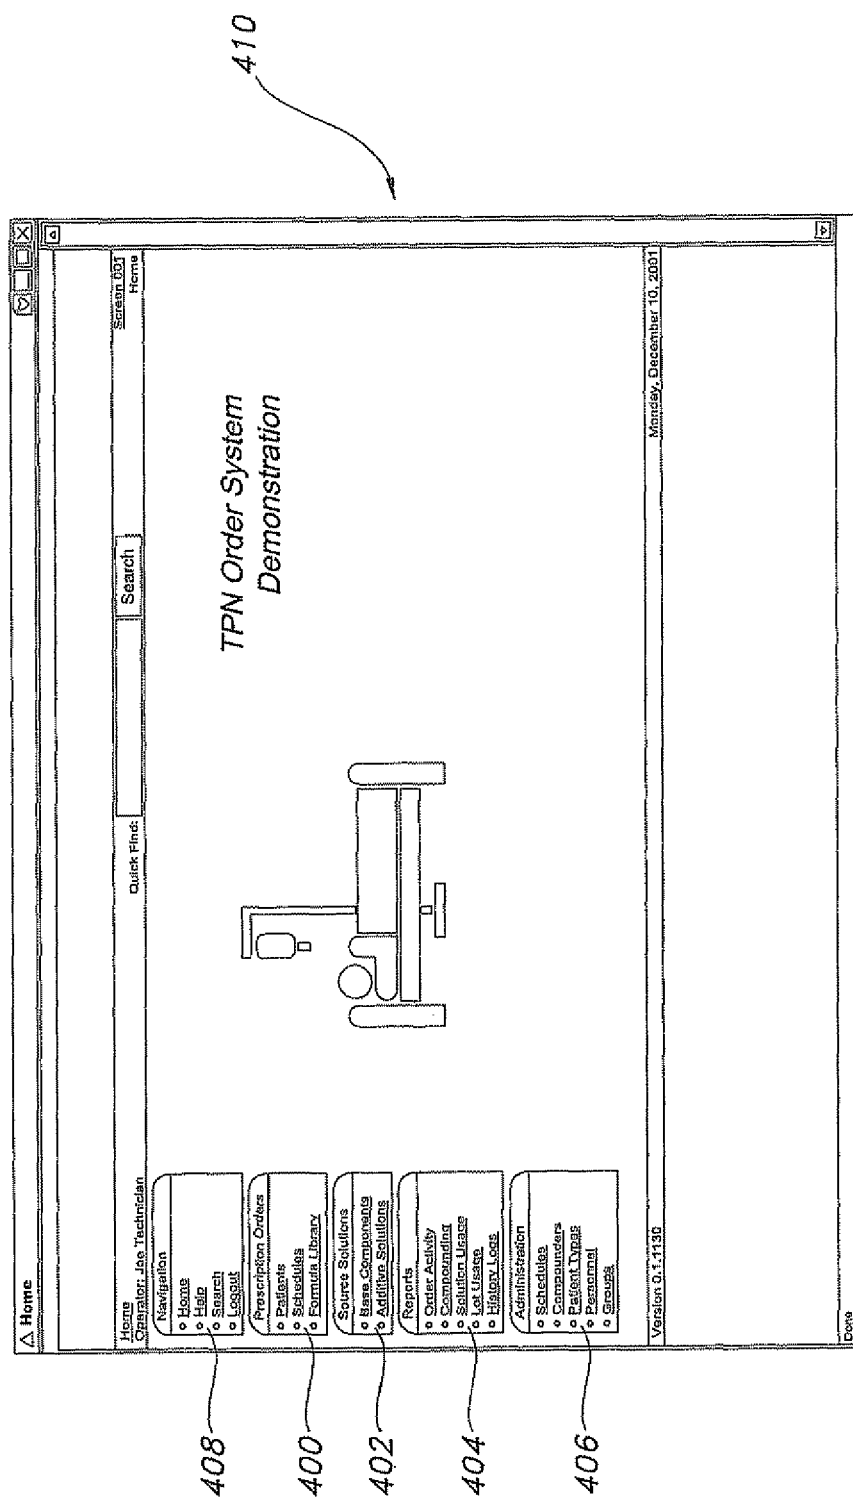 Home
Home
Screen 001
Operator: Joe Technician
Quick Find:
Search
Home
Navigation
Home
Help
Search
Logout
Prescription Orders
Patients
Schedules
Formula Library
Source Solutions
Base Components
Additive Solutions
Reports
Order Activity
Compounding
Solution Usage
Lot Usage
History Logs
Administration
Schedules
Compounders
Patient Types
Personnel
Groups
TPN Order System
Demonstration
Version 0.1.1130
Monday, December 10, 2001
Done
408
400
402
404
406
410